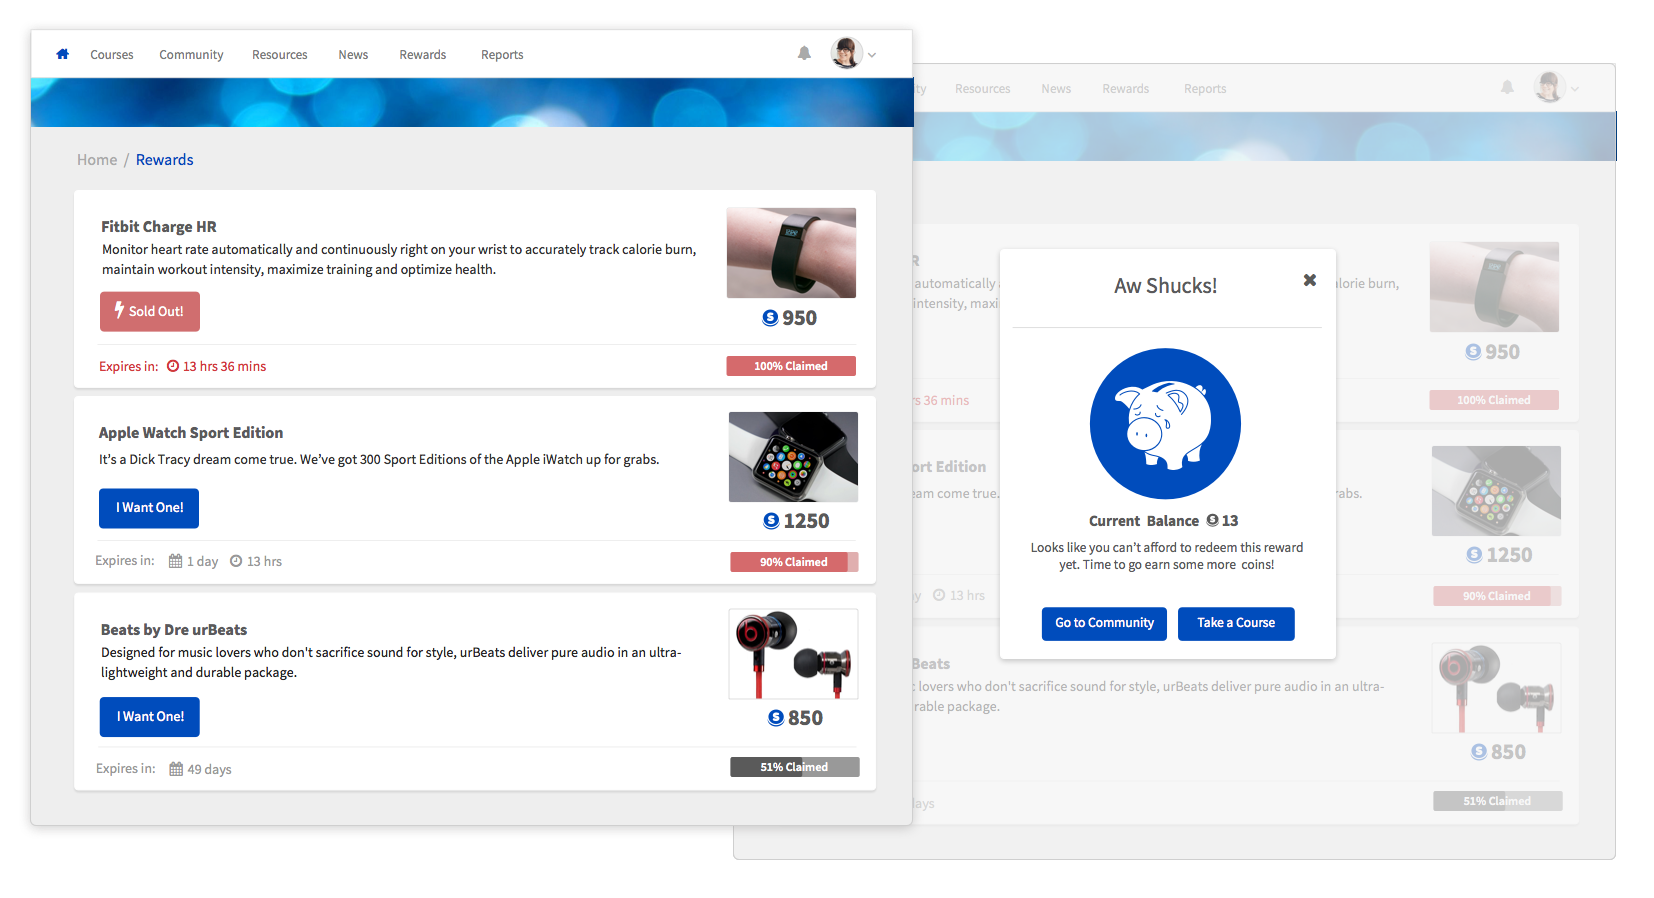 Courses Community Resources News Rewards Reports
Home / Rewards
Fitbit Charge HR
Monitor heart rate automatically and continuously right on your wrist to accurately track calorie burn,
maintain workout intensity, maximize training and optimize health.
Sold Out!
S 950
Expires in: 13 hrs 36 mins
100% Claimed
Apple Watch Sport Edition
It's a Dick Tracy dream come true. We've got 300 Sport Editions of the Apple iWatch up for grabs.
I Want One!
S 1250
Expires in: 1 day 13 hrs
90% Claimed
Beats by Dre urBeats
Designed for music lovers who don't sacrifice sound for style, urBeats deliver pure audio in an ultra-
lightweight and durable package.
I Want One!
S 850
Expires in: 49 days
51% Claimed
ity Resources News Rewards Reports
R
automatically alorie burn,
intensity, maxi
S 950
rs 36 mins
100% Claimed
ort Edition
eam come true. grabs.
S 1250
ay 13 hrs
90% Claimed
Beats
c lovers who don't sacrifice sound for style, urBeats deliver pure audio in an ultra-
rable package.
S 850
days
51% Claimed
Aw Shucks!
Current Balance S 13
Looks like you can't afford to redeem this reward
yet. Time to go earn some more coins!
Go to Community
Take a Course